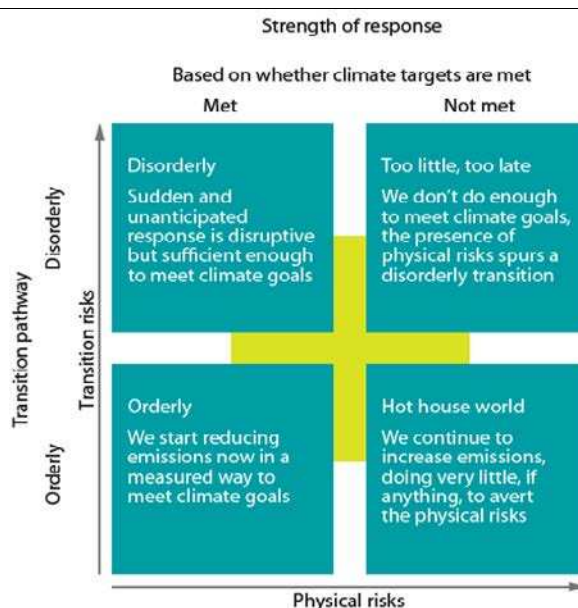 Strength of response
Based on whether climate targets are met
Met
Not met
Transition pathway
Disorderly
Orderly
Transition risks
Disorderly
Sudden and
unanticipated
response is disruptive
but sufficient enough
to meet climate goals
Too little, too late
We don't do enough
to meet climate goals,
the presence of
physical risks spurs a
disorderly transition
Orderly
We start reducing
emissions now in a
measured way to
meet climate goals
Hot house world
We continue to
increase emissions,
doing very little, if
anything, to avert
the physical risks
Physical risks